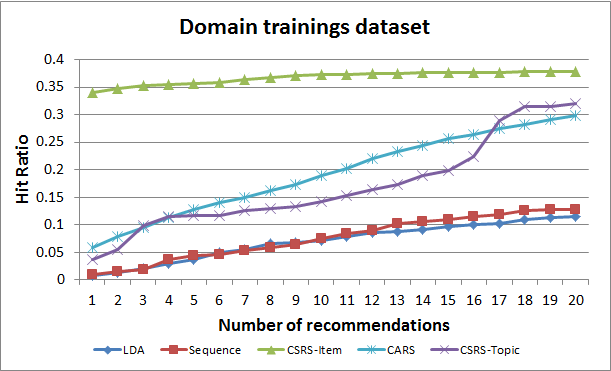 Domain trainings dataset
0.4
0.35
0.3
0.25
0.2
0.15
0.1
0.05
0
Hit Ratio
1 2 3 4 5 6 7 8 9 10 11 12 13 14 15 16 17 18 19 20
Number of recommendations
LDA Sequence CSRS-Item CARS CSRS-Topic